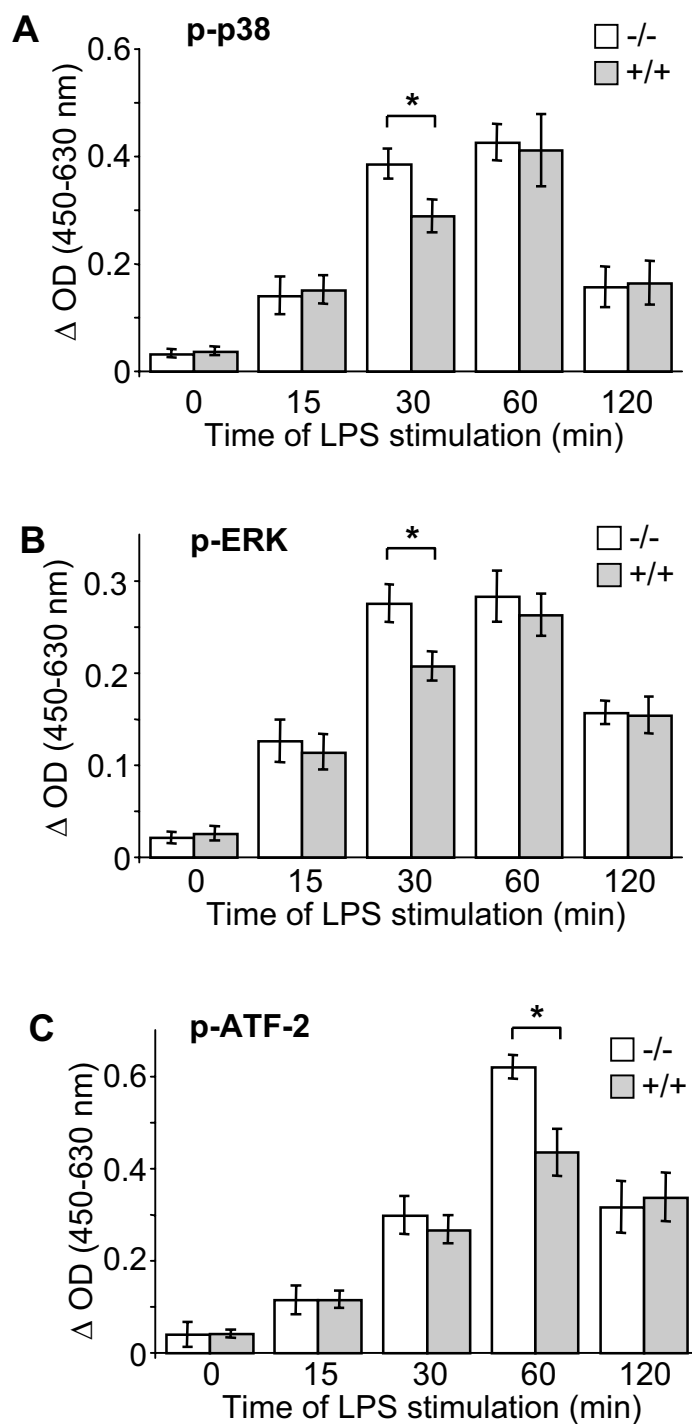 A
p-p38
-/-
+/+
*
0.6
0.4
0.2
0
Δ OD (450-630 nm)
0 15 30 60 120
Time of LPS stimulation (min)
B
p-ERK
-/-
+/+
*
0.3
0.2
0.1
0
Δ OD (450-630 nm)
0 15 30 60 120
Time of LPS stimulation (min)
C
p-ATF-2
-/-
+/+
*
0.6
0.4
0.2
0
Δ OD (450-630 nm)
0 15 30 60 120
Time of LPS stimulation (min)